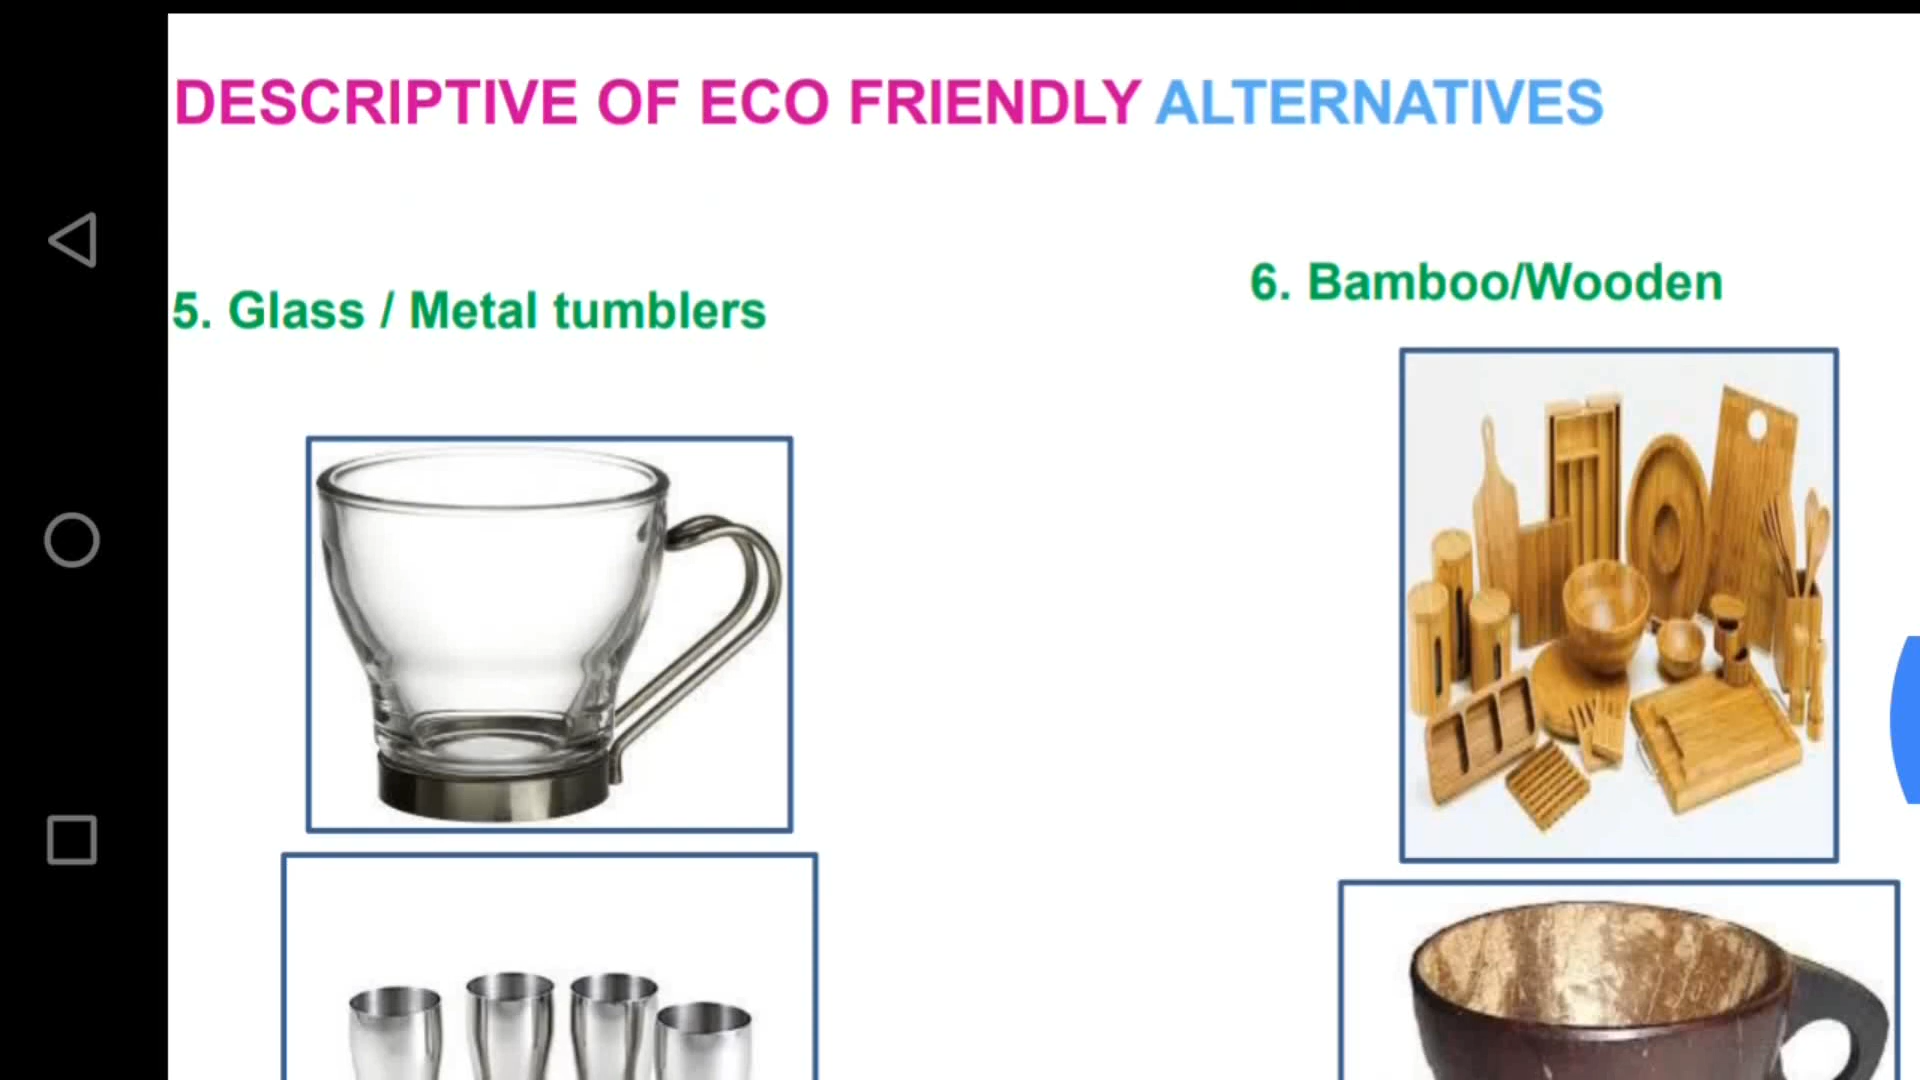 DESCRIPTIVE OF ECO FRIENDLY ALTERNATIVES
5. Glass / Metal tumblers
6. Bamboo/Wooden